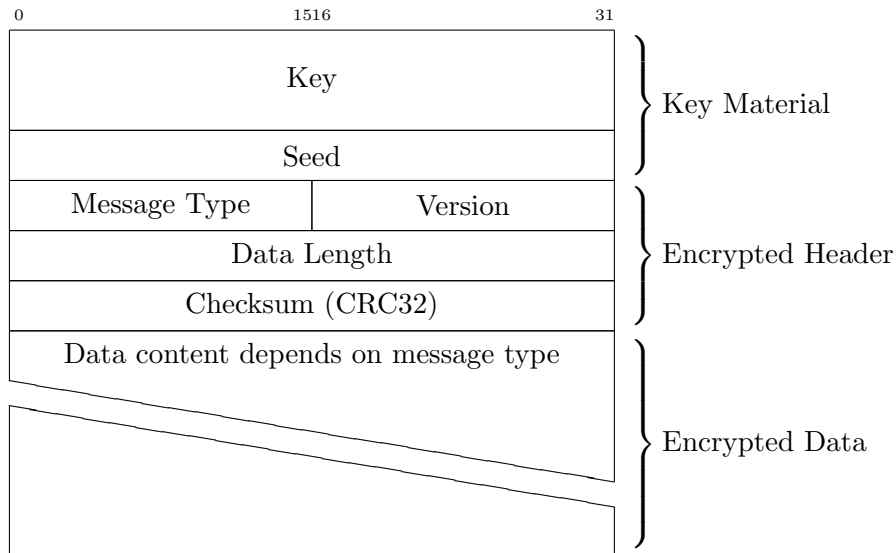 0 1516 31
Key
Key Material
Seed
Message Type Version
Data Length
Encrypted Header
Checksum (CRC32)
Data content depends on message type
Encrypted Data